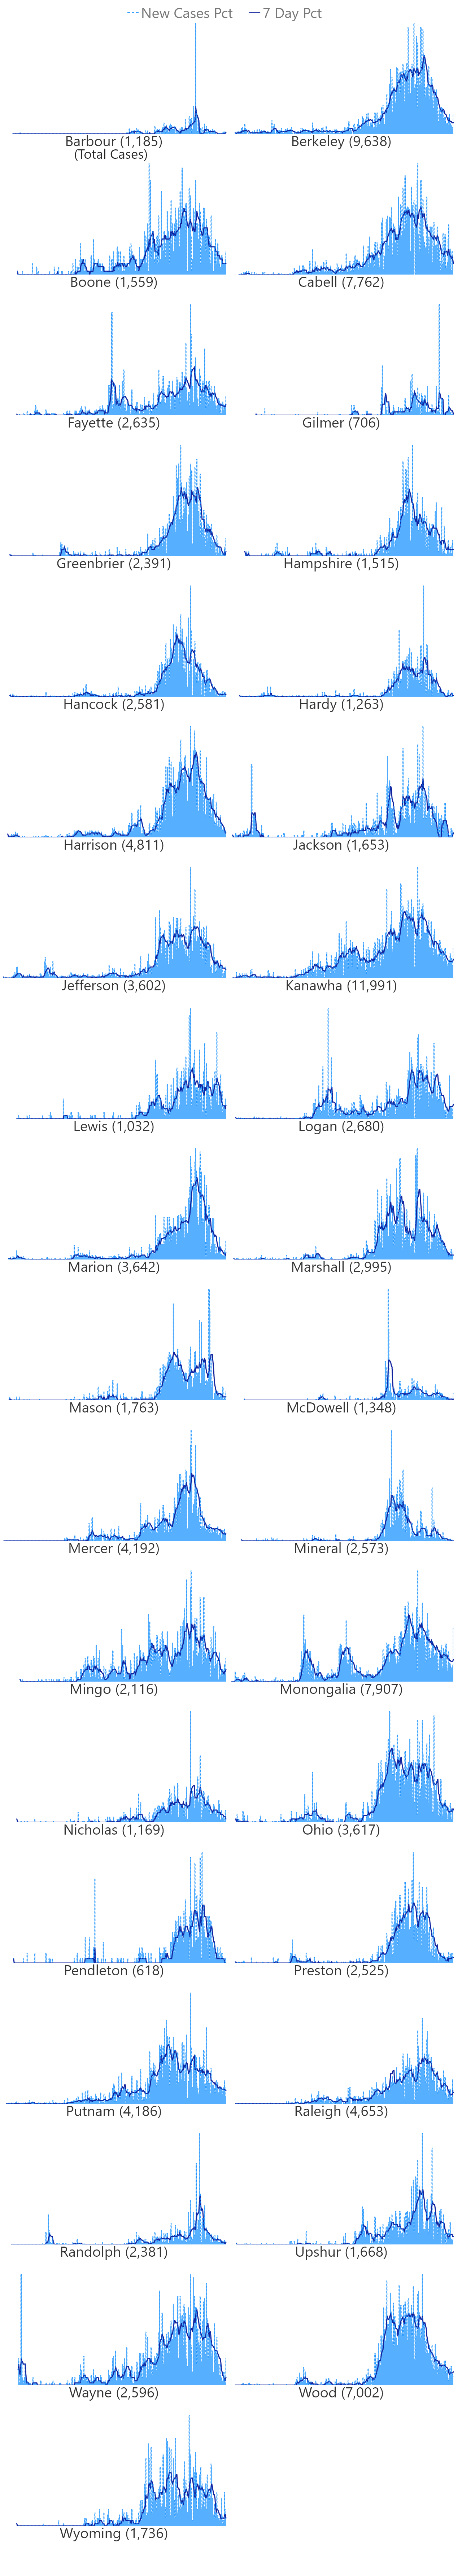 New Cases Pct 7 Day Pct
Barbour (1,185) Berkeley (9,638)
(Total Cases)
Boone (1,559) Cabell (7,762)
Fayette (2,635) Gilmer (706)
Greenbrier (2,391) Hampshire (1,515)
Hancock (2,581) Hardy (1,263)
Harrison (4,811) Jackson (1,653)
Jefferson (3,602) Kanawha (11,991)
Lewis (1,032) Logan (2,680)
Marion (3,642) Marshall (2,995)
Mason (1,763) McDowell (1,348)
Mercer (4,192) Mineral (2,573)
Mingo (2,116) Monongalia (7,907)
Nicholas (1,169) Ohio (3,617)
Pendleton (618) Preston (2,525)
Putnam (4,186) Raleigh (4,653)
Randolph (2,381) Upshur (1,668)
Wayne (2,596) Wood (7,002)
Wyoming (1,736)